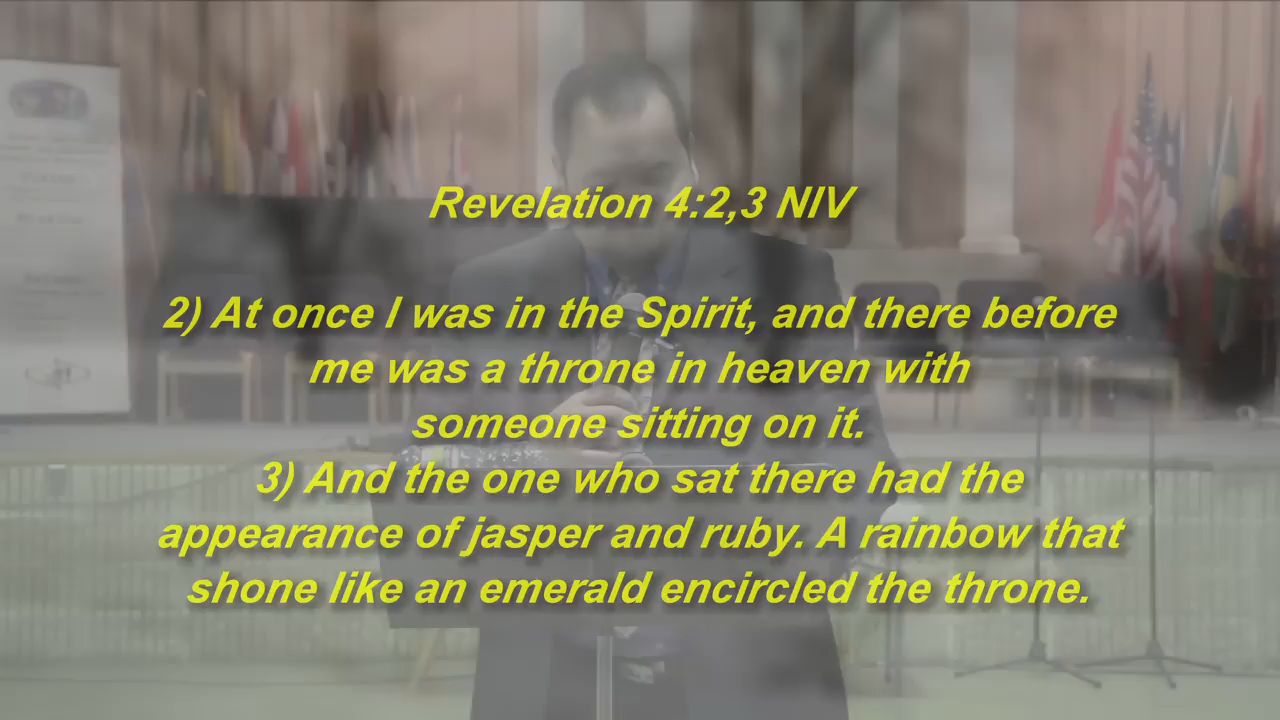 Revelation 4:2,3 NIV
2) At once I was in the Spirit, and there before
me was a throne in heaven with
someone sitting on it.
3) And the one who sat there had the
appearance of jasper and ruby. A rainbow that
shone like an emerald encircled the throne.